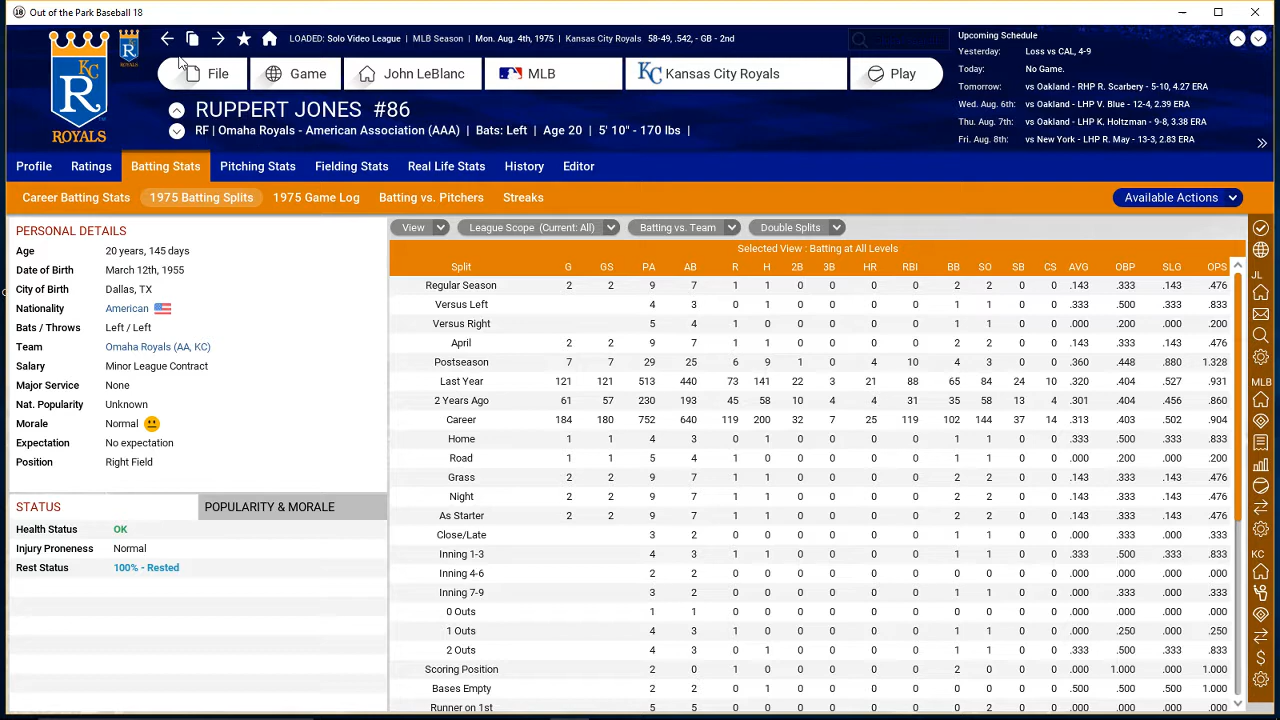 Out of the Park Baseball 18
LOADED: Solo Video League | MLB Season | Mon. Aug. 4th, 1975 | Kansas City Royals 58-49, .542, - GB - 2nd
File Game John LeBlanc MLB Kansas City Royals Play
KC
R
ROYALS
RUPPERT JONES #86
RF | Omaha Royals - American Association (AAA) | Bats: Left | Age 20 | 5' 10" - 170 lbs |
Upcoming Schedule
Yesterday: Loss vs CAL, 4-9
Today: No Game.
Tomorrow: vs Oakland - RHP R. Scarbery - 5-10, 4.27 ERA
Wed. Aug. 6th: vs Oakland - LHP V. Blue - 12-4, 2.39 ERA
Thu. Aug. 7th: vs Oakland - LHP K. Holtzman - 9-8, 3.38 ERA
Fri. Aug. 8th: vs New York - LHP R. May - 13-3, 2.83 ERA
Profile Ratings Batting Stats Pitching Stats Fielding Stats Real Life Stats History Editor
Career Batting Stats 1975 Batting Splits 1975 Game Log Batting vs. Pitchers Streaks Available Actions
PERSONAL DETAILS
Age 20 years, 145 days
Date of Birth March 12th, 1955
City of Birth Dallas, TX
Nationality American
Bats / Throws Left / Left
Team Omaha Royals (AA, KC)
Salary Minor League Contract
Major Service None
Nat. Popularity Unknown
Morale Normal
Expectation No expectation
Position Right Field
STATUS POPULARITY & MORALE
Health Status OK
Injury Proneness Normal
Rest Status 100% - Rested
View League Scope (Current: All) Batting vs. Team Double Splits
Selected View : Batting at All Levels
Split G GS PA AB R H 2B 3B HR RBI BB SO SB CS AVG OBP SLG OPS
Regular Season 2 2 9 7 1 1 0 0 0 0 2 2 0 0 .143 .333 .143 .476
Versus Left 4 3 0 1 0 0 0 0 1 1 0 0 .333 .500 .333 .833
Versus Right 5 4 1 0 0 0 0 0 1 1 0 0 .000 .200 .000 .200
April 2 2 9 7 1 1 0 0 0 0 2 2 0 0 .143 .333 .143 .476
Postseason 7 7 29 25 6 9 1 0 4 10 4 3 0 0 .360 .448 .880 1.328
Last Year 121 121 513 440 73 141 22 3 21 88 65 84 24 10 .320 .404 .527 .931
2 Years Ago 61 57 230 193 45 58 10 4 4 31 35 58 13 4 .301 .404 .456 .860
Career 184 180 752 640 119 200 32 7 25 119 102 144 37 14 .313 .403 .502 .904
Home 1 1 4 3 0 1 0 0 0 0 1 1 0 0 .333 .500 .333 .833
Road 1 1 5 4 1 0 0 0 0 0 1 1 0 0 .000 .200 .000 .200
Grass 2 2 9 7 1 1 0 0 0 0 2 2 0 0 .143 .333 .143 .476
Night 2 2 9 7 1 1 0 0 0 0 2 2 0 0 .143 .333 .143 .476
As Starter 2 2 9 7 1 1 0 0 0 0 2 2 0 0 .143 .333 .143 .476
Close/Late 3 2 0 0 0 0 0 0 1 0 0 0 .000 .333 .000 .333
Inning 1-3 4 3 1 1 0 0 0 0 1 1 0 0 .333 .500 .333 .833
Inning 4-6 2 2 0 0 0 0 0 0 0 0 0 0 .000 .000 .000 .000
Inning 7-9 3 2 0 0 0 0 0 0 1 1 0 0 .000 .333 .000 .333
0 Outs 1 1 0 0 0 0 0 0 0 0 0 0 .000 .000 .000 .000
1 Outs 4 3 1 0 0 0 0 0 1 1 0 0 .000 .250 .000 .250
2 Outs 4 3 0 1 0 0 0 0 1 1 0 0 .333 .500 .333 .833
Scoring Position 2 0 1 0 0 0 0 0 2 0 0 0 .000 1.000 .000 1.000
Bases Empty 2 2 0 1 0 0 0 0 0 0 0 0 .500 .500 .500 1.000
Runner on 1st 5 5 0 0 0 0 0 0 0 2 0 0 .000 .000 .000 .000
JL
MLB
KC